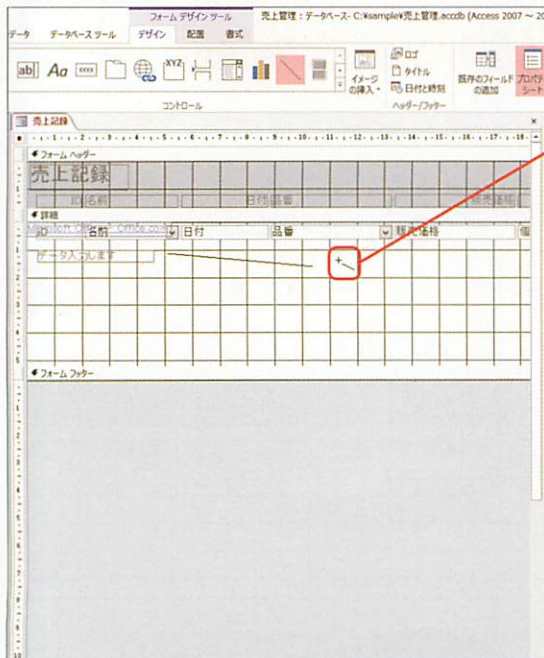 フォーム デザイン ツール 売上管理：データベース- C:¥sample¥売上管理.accdb (Access 2007 ～ 20
データ データベース ツール デザイン 配置 書式
ab Aa xxxx XYZ
イメージの挿入
ロゴ
タイトル
日付と時刻
既存のフィールドの追加
プロパティシート
コントロール ヘッダー/フッター
売上記録
フォーム ヘッダー
売上記録
ID 名前 日付 品番 販売価格
詳細
ID 名前 日付 品番 販売価格 個
データ入力します
フォーム フッター